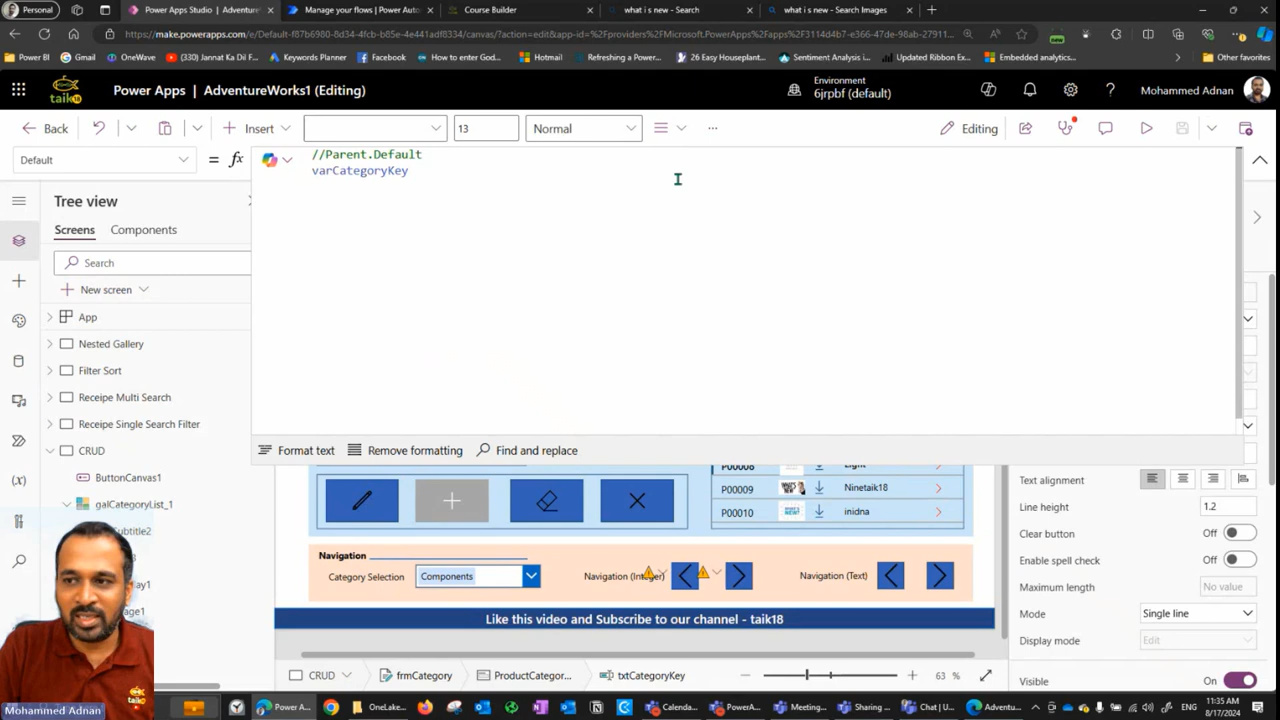 Personal
Power Apps Studio | Adventure
Manage your flows | Power Auto
Course Builder
what i s new - Search
what i s new - Search Images
https://make.powerapps.com/e/Default-f87b6980-8d34-4fcb-b85e-4e441adf8334/canvas/?action=edit&app-id=%2Fproviders%2FMicrosoft.PowerApps%2Fapps%2F3114d4b7-e366-47de-98ab-27911...
Power BI
Gmail
OneWave
(330) Jannat Ka Dil F...
Keywords Planner
Facebook
How to enter God...
Hotmail
Refreshing a Power...
26 Easy Houseplant...
Sentiment Analysis i...
Updated Ribbon Ex...
Embedded analytics...
Other favorites
taik18
Power Apps | AdventureWorks1 (Editing)
Environment
6jrpbf (default)
Mohammed Adnan
Back
Insert
13
Normal
Editing
Default
= fx
//Parent.Default
varCategoryKey
Tree view
Screens
Components
Search
New screen
App
Nested Gallery
Filter Sort
Receipe Multi Search
Receipe Single Search Filter
CRUD
ButtonCanvas1
galCategoryList_1
Format text
Remove formatting
Find and replace
P00008
Light
P00009
Ninetaik18
P00010
inidna
Navigation
Category Selection
Components
Navigation (Integer)
Navigation (Text)
Like this video and Subscribe to our channel - taik18
Text alignment
Line height
1.2
Clear button
Off
Enable spell check
Off
Maximum length
No value
Mode
Single line
Display mode
Edit
Visible
On
CRUD
frmCategory
ProductCategor...
txtCategoryKey
63 %
Mohammed Adnan
Power A...
OneLake...
Calenda...
PowerA...
Meeting...
Sharing ...
Chat | U...
Adventu...
11:35 AM
8/17/2024